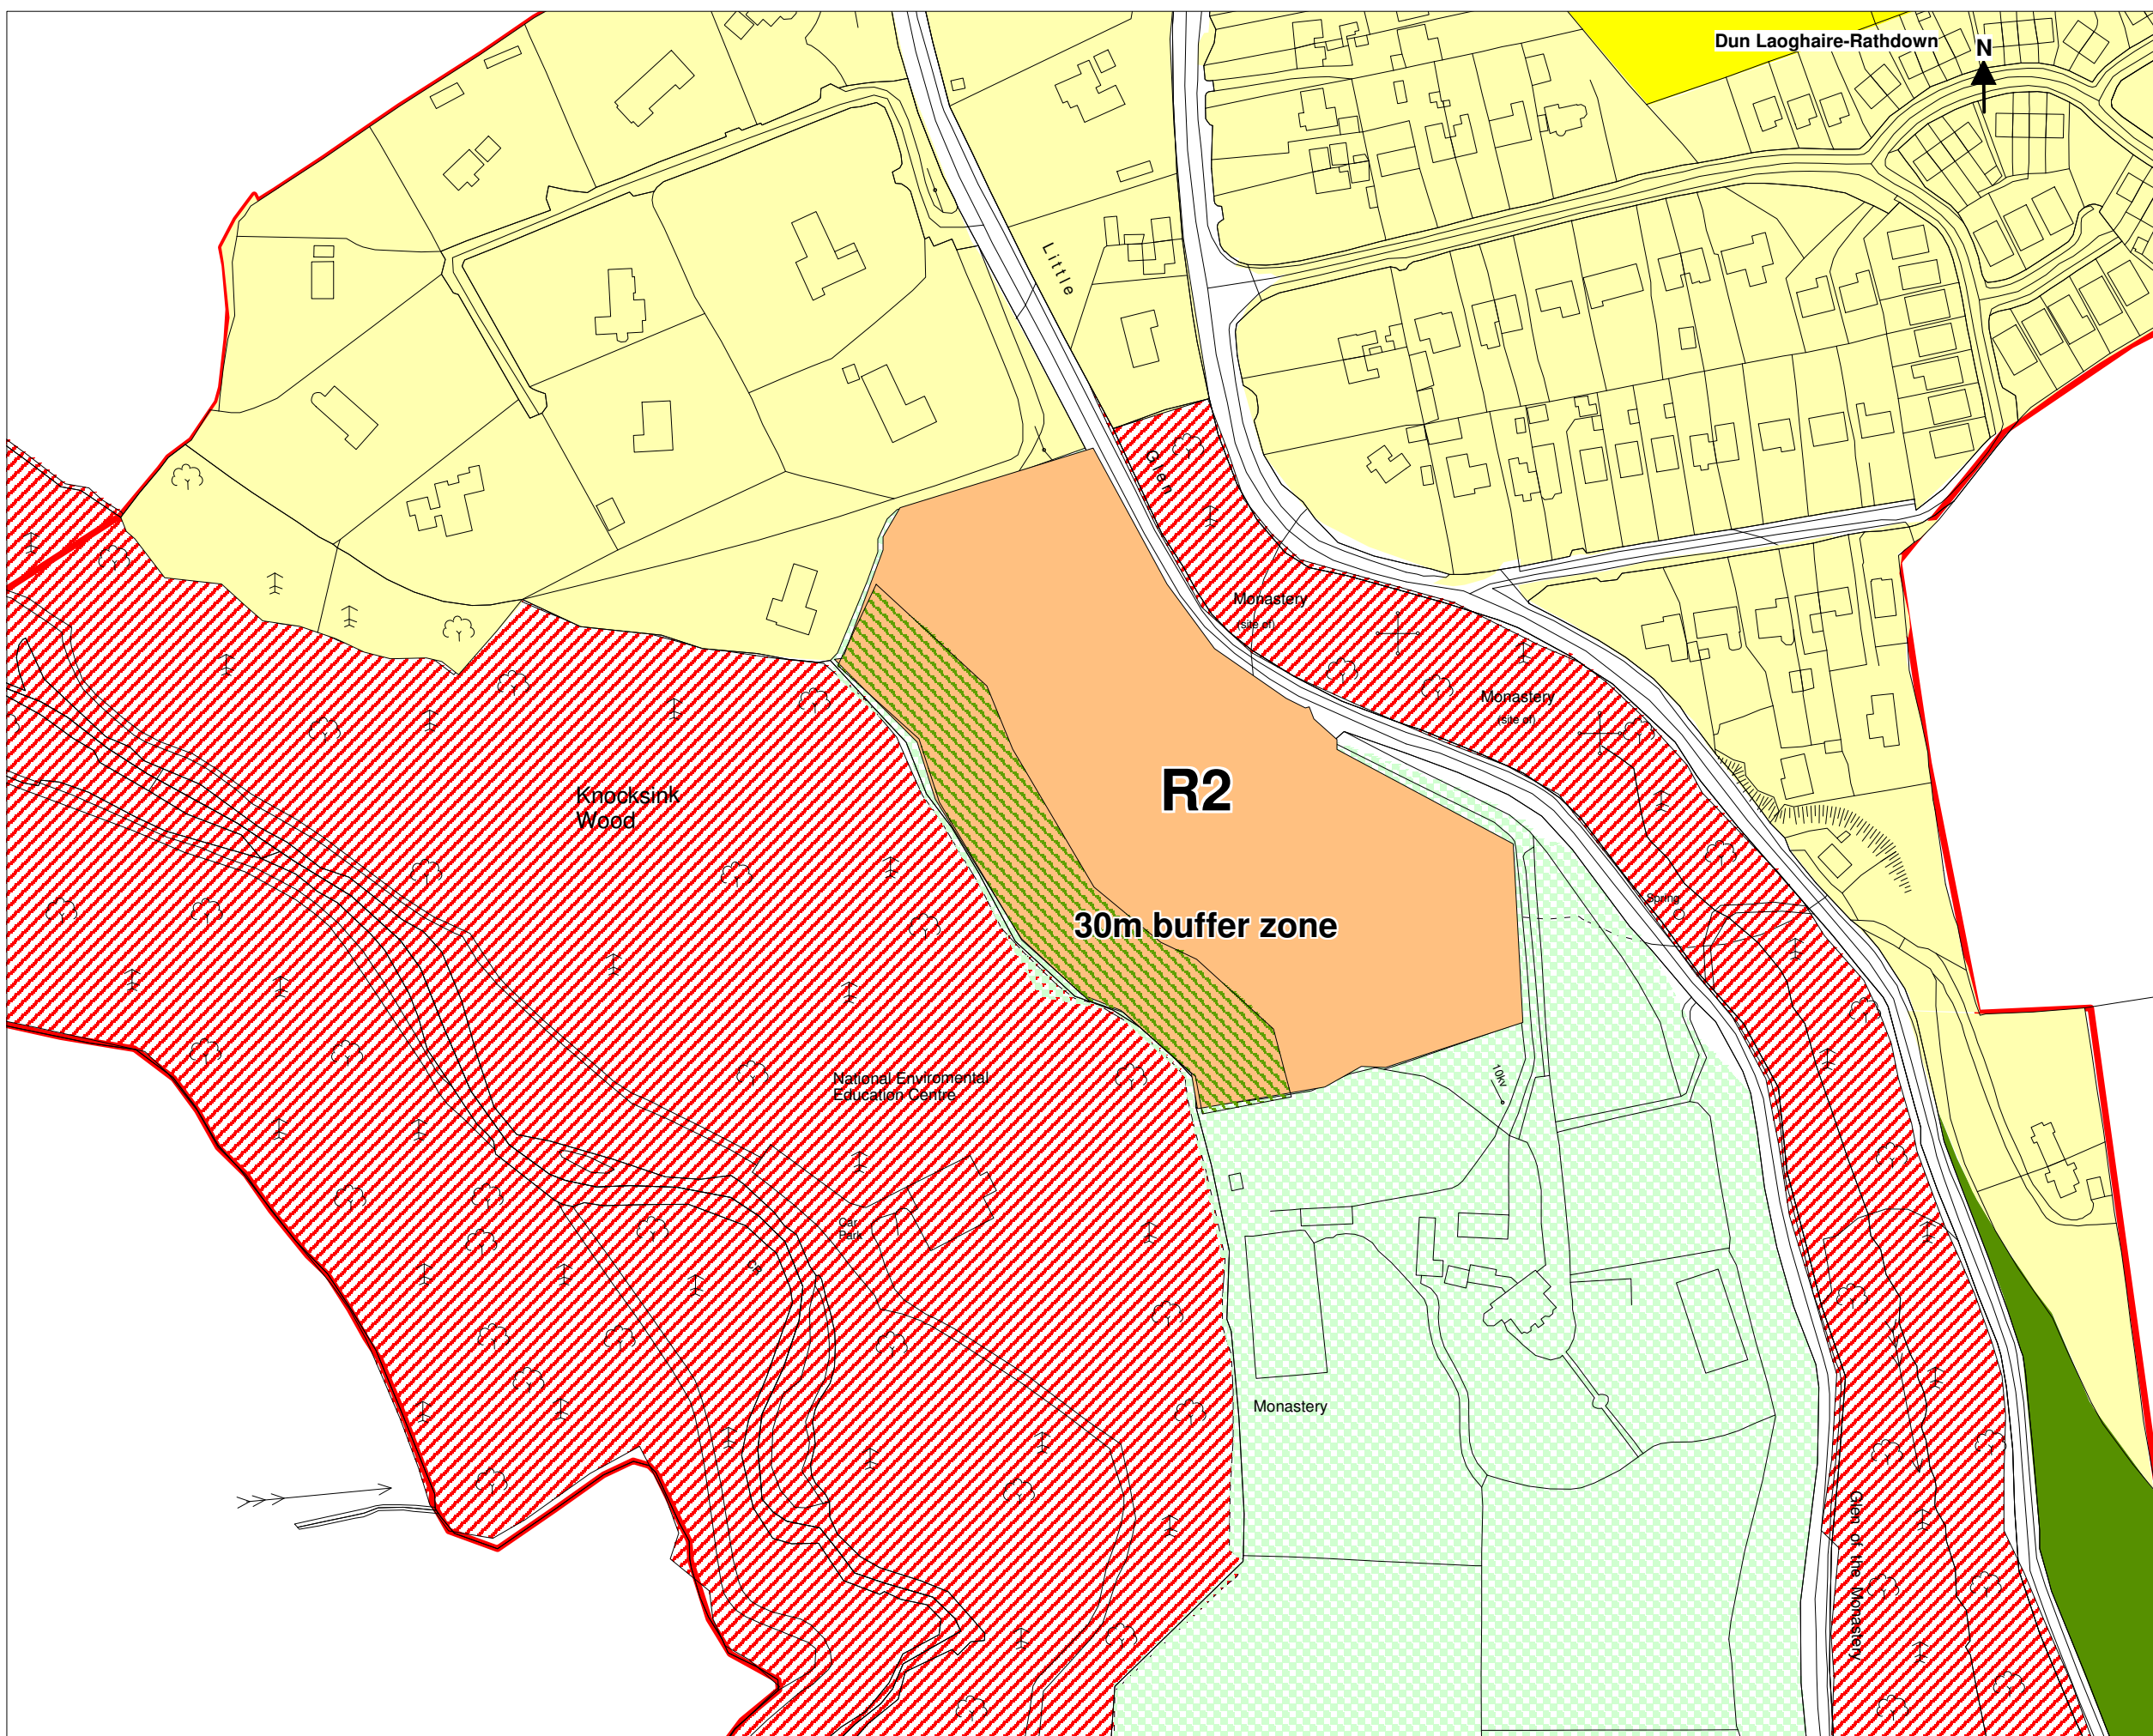 Dun Laoghaire-Rathdown
N
Little
Glen
Monastery
(site of)
Monastery
(site of)
R2
Knocksink
Wood
Spring
30m buffer zone
10kv
National Enviromental
Education Centre
Car
Park
CR
Monastery
Glen of the Monastery